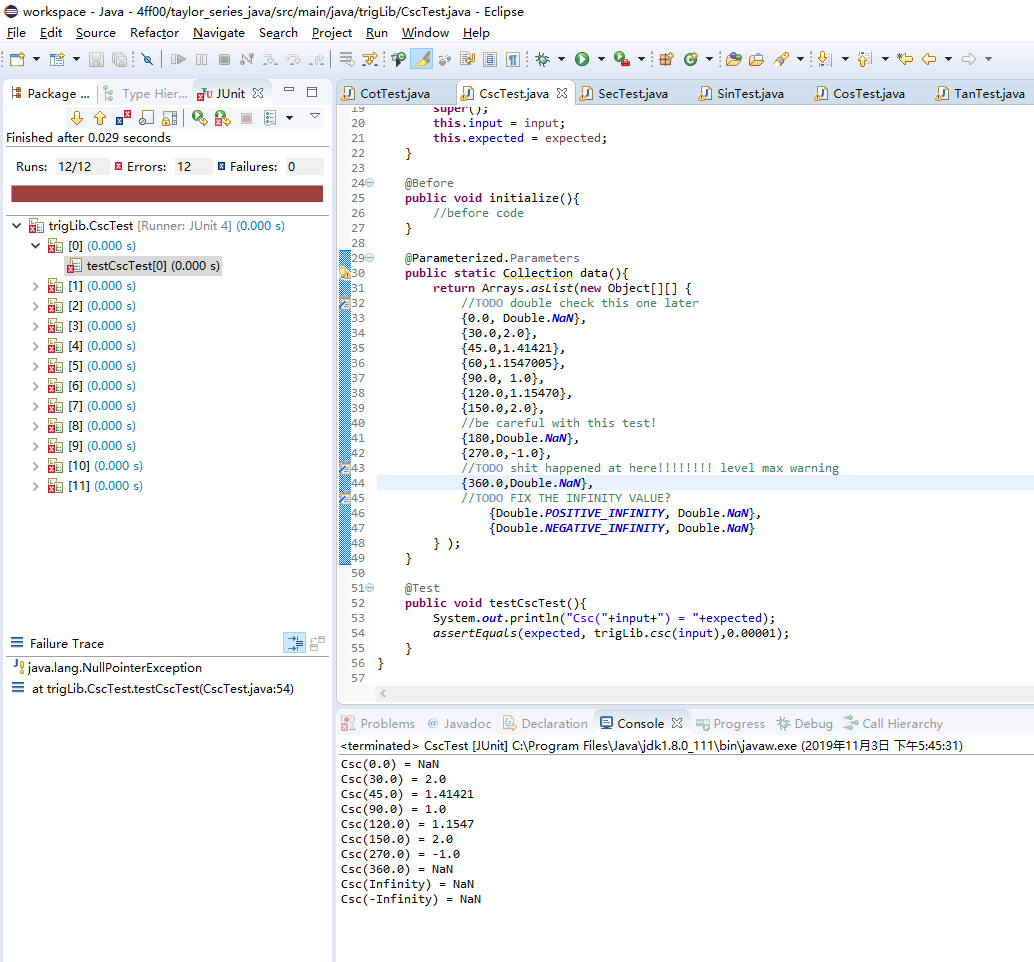 workspace - Java - 4ff00/taylor_series_java/src/main/java/trigLib/CscTest.java - Eclipse
File Edit Source Refactor Navigate Search Project Run Window Help
Package ... Type Hier... JUnit
Finished after 0.029 seconds
Runs: 12/12 Errors: 12 Failures: 0
trigLib.CscTest [Runner: JUnit 4] (0.000 s)
[0] (0.000 s)
testCscTest[0] (0.000 s)
[1] (0.000 s)
[2] (0.000 s)
[3] (0.000 s)
[4] (0.000 s)
[5] (0.000 s)
[6] (0.000 s)
[7] (0.000 s)
[8] (0.000 s)
[9] (0.000 s)
[10] (0.000 s)
[11] (0.000 s)
Failure Trace
java.lang.NullPointerException
at trigLib.CscTest.testCscTest(CscTest.java:54)
CotTest.java CscTest.java SecTest.java SinTest.java CosTest.java TanTest.java
19 super();
20 this.input = input;
21 this.expected = expected;
22 }
23
24 @Before
25 public void initialize(){
26 //before code
27 }
28
29 @Parameterized.Parameters
30 public static Collection data(){
31 return Arrays.asList(new Object[][] {
32 //TODO double check this one later
33 {0.0, Double.NaN},
34 {30.0,2.0},
35 {45.0,1.41421},
36 {60,1.1547005},
37 {90.0, 1.0},
38 {120.0,1.15470},
39 {150.0,2.0},
40 //be careful with this test!
41 {180,Double.NaN},
42 {270.0,-1.0},
43 //TODO shit happened at here!!!!!!!! level max warning
44 {360.0,Double.NaN},
45 //TODO FIX THE INFINITY VALUE?
46 {Double.POSITIVE_INFINITY, Double.NaN},
47 {Double.NEGATIVE_INFINITY, Double.NaN}
48 } );
49 }
50
51 @Test
52 public void testCscTest(){
53 System.out.println("Csc("+input+") = "+expected);
54 assertEquals(expected, trigLib.csc(input),0.00001);
55 }
56 }
57
Problems @ Javadoc Declaration Console Progress Debug Call Hierarchy
<terminated> CscTest [JUnit] C:\Program Files\Java\jdk1.8.0_111\bin\javaw.exe (2019年11月3日 下午5:45:31)
Csc(0.0) = NaN
Csc(30.0) = 2.0
Csc(45.0) = 1.41421
Csc(90.0) = 1.0
Csc(120.0) = 1.1547
Csc(150.0) = 2.0
Csc(270.0) = -1.0
Csc(360.0) = NaN
Csc(Infinity) = NaN
Csc(-Infinity) = NaN